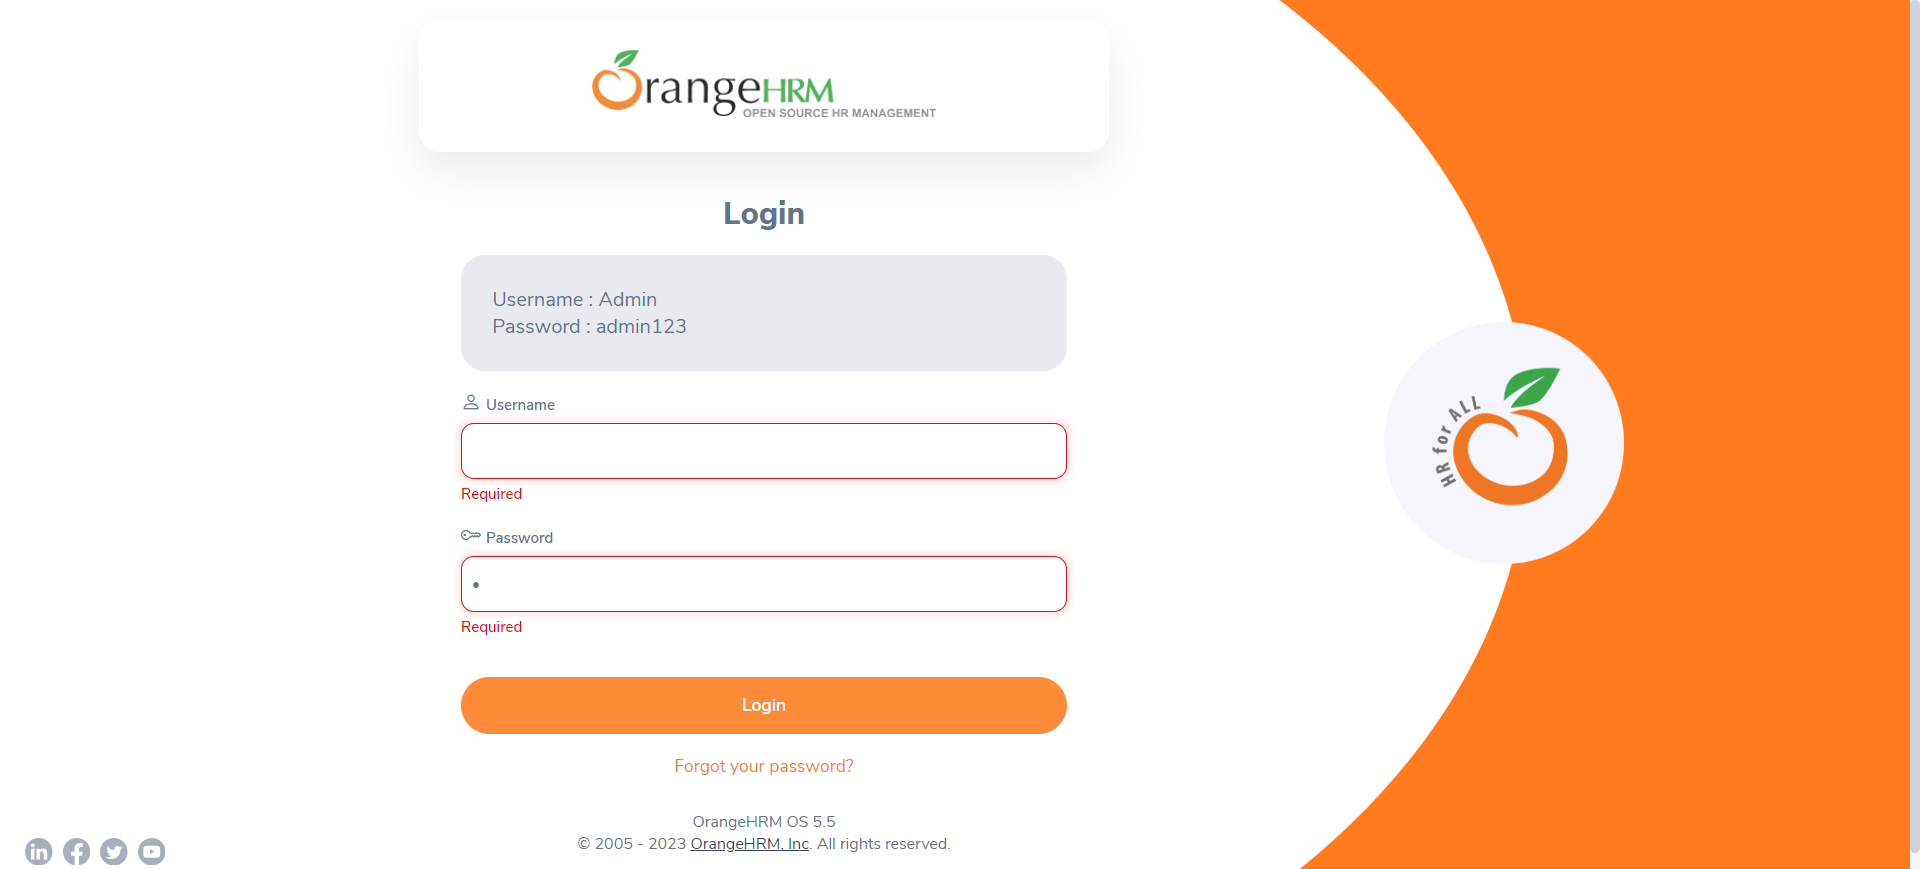 OrangeHRM
OPEN SOURCE HR MANAGEMENT
Login
Username : Admin
Password : admin123
Username
Required
Password
•
Required
Login
Forgot your password?
OrangeHRM OS 5.5
© 2005 - 2023 OrangeHRM, Inc. All rights reserved.
HR for ALL